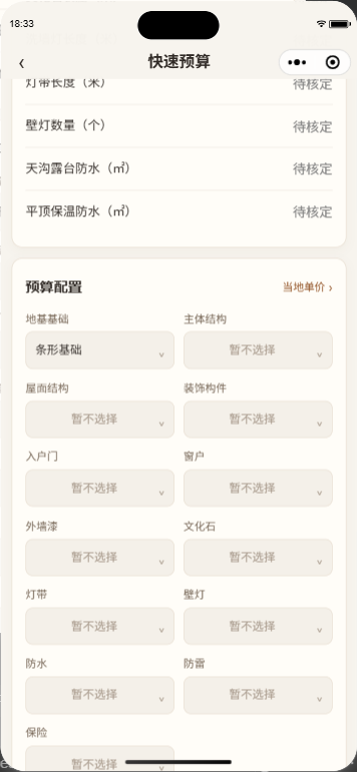 18:33
快速预算
灯带长度（米） 待核定
壁灯数量（个） 待核定
天沟露台防水（㎡） 待核定
平顶保温防水（㎡） 待核定
预算配置 当地单价 ›
地基基础 主体结构
条形基础 暂不选择
屋面结构 装饰构件
暂不选择 暂不选择
入户门 窗户
暂不选择 暂不选择
外墙漆 文化石
暂不选择 暂不选择
灯带 壁灯
暂不选择 暂不选择
防水 防雷
暂不选择 暂不选择
保险
暂不选择